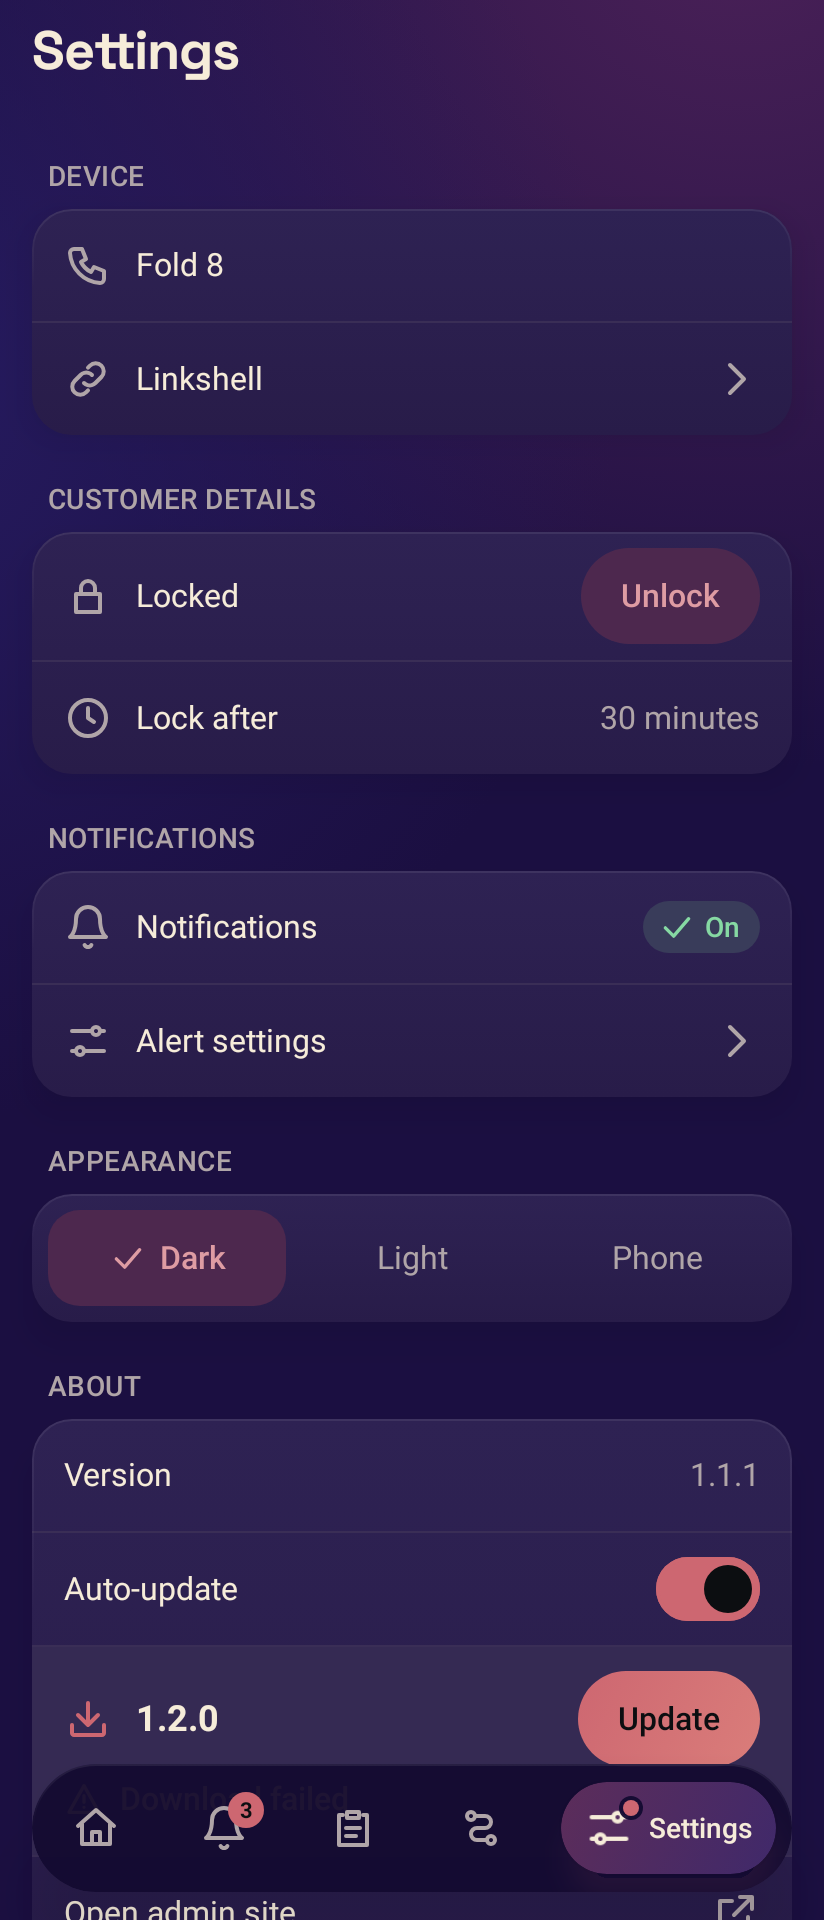 Settings
DEVICE
Fold 8
Linkshell
CUSTOMER DETAILS
Locked
Unlock
Lock after
30 minutes
NOTIFICATIONS
Notifications
On
Alert settings
APPEARANCE
Dark
Light
Phone
ABOUT
Version
1.1.1
Auto-update
1.2.0
Update
Download failed
3
Settings
Open admin site